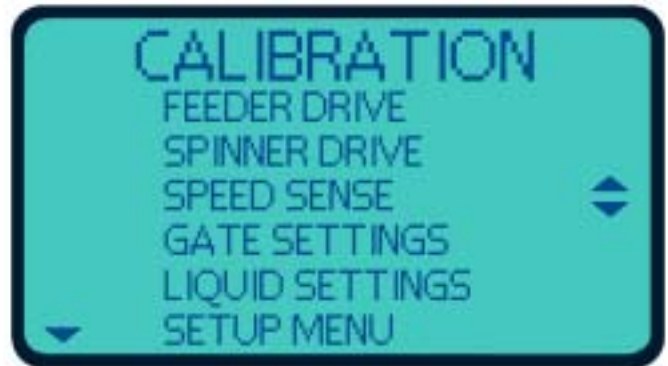 CALIBRATION
FEEDER DRIVE
SPINNER DRIVE
SPEED SENSE
GATE SETTINGS
LIQUID SETTINGS
SETUP MENU